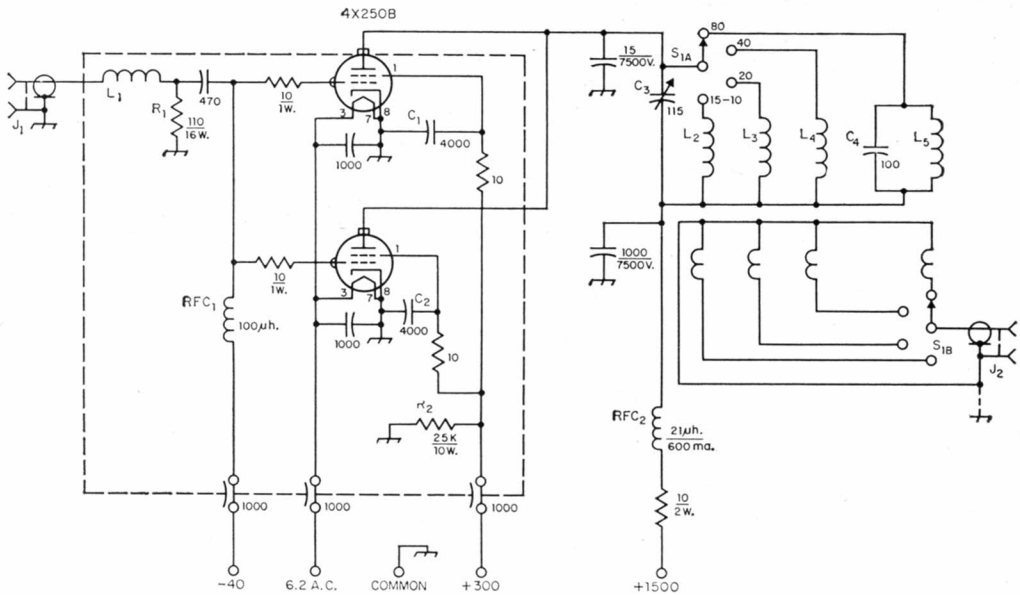 4X250B
80
S1A
40
20
15-10
15
7500V.
C3
115
L1
R1
110
16W.
470
10
1W.
1
3
7
8
C1
4000
1000
10
J1
L2
L3
L4
C4
100
L5
1000
7500V.
1
10
1W.
3
7
8
C2
4000
1000
10
RFC1
100µh.
R2
25K
10W.
S1B
J2
RFC2
21µh.
600ma.
1000
1000
1000
10
2W.
-40
6.2 A.C.
COMMON
+300
+1500